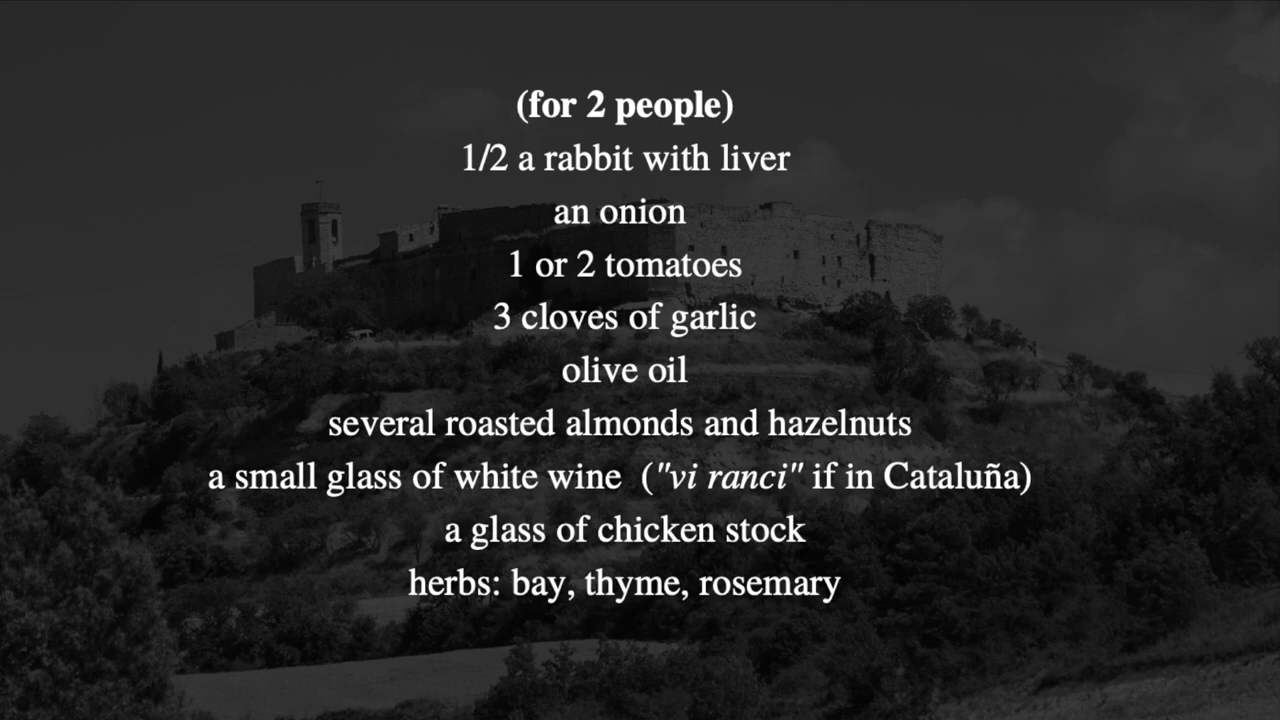 (for 2 people)
1/2 a rabbit with liver
an onion
1 or 2 tomatoes
3 cloves of garlic
olive oil
several roasted almonds and hazelnuts
a small glass of white wine ("vi ranci" if in Cataluña)
a glass of chicken stock
herbs: bay, thyme, rosemary